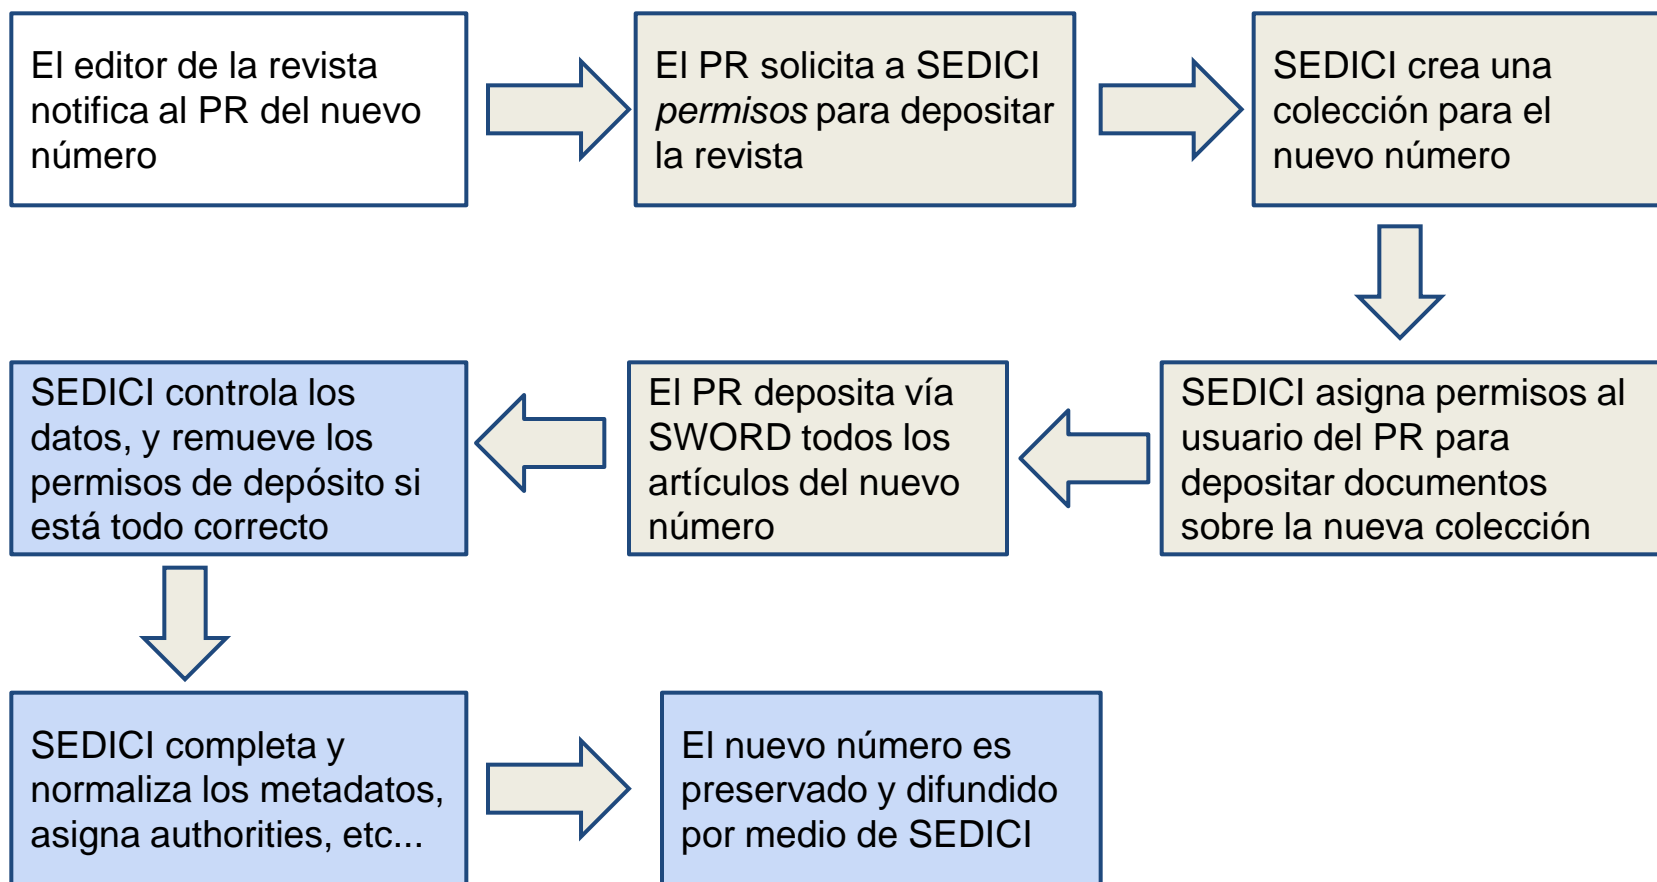 El editor de la revista
notifica al PR del nuevo
número
El PR solicita a SEDICI
permisos para depositar
la revista
SEDICI crea una
colección para el
nuevo número
SEDICI asigna permisos al
usuario del PR para
depositar documentos
sobre la nueva colección
El PR deposita vía
SWORD todos los
artículos del nuevo
número
SEDICI controla los
datos, y remueve los
permisos de depósito si
está todo correcto
SEDICI completa y
normaliza los metadatos,
asigna authorities, etc...
El nuevo número es
preservado y difundido
por medio de SEDICI